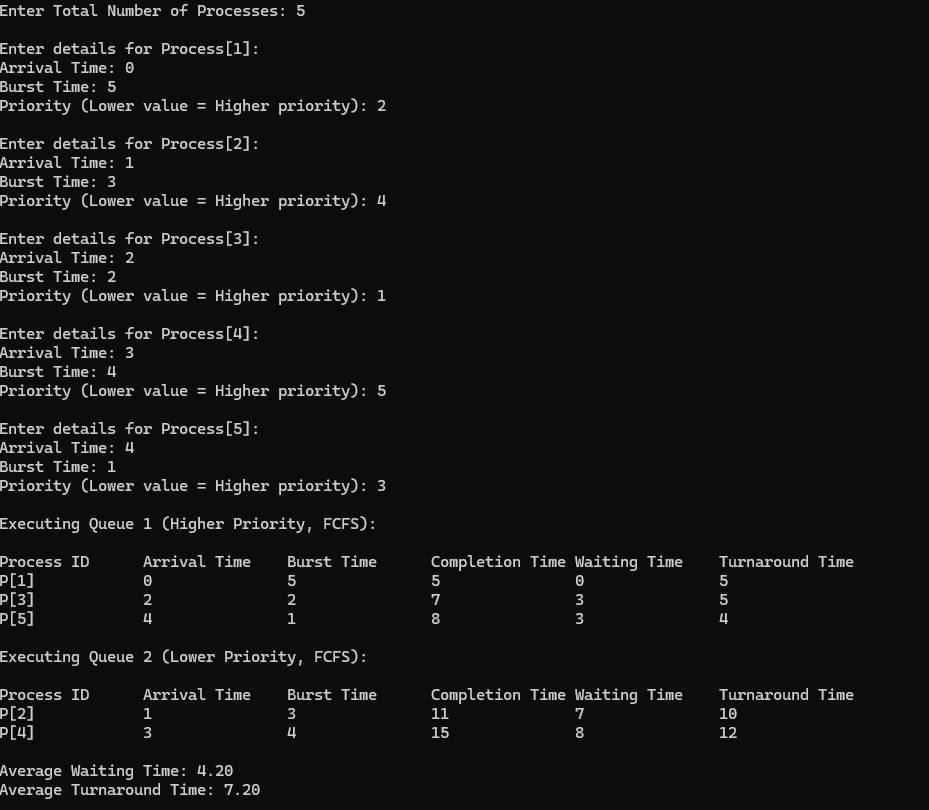 Enter Total Number of Processes: 5
Enter details for Process[1]:
Arrival Time: 0
Burst Time: 5
Priority (Lower value = Higher priority): 2
Enter details for Process[2]:
Arrival Time: 1
Burst Time: 3
Priority (Lower value = Higher priority): 4
Enter details for Process[3]:
Arrival Time: 2
Burst Time: 2
Priority (Lower value = Higher priority): 1
Enter details for Process[4]:
Arrival Time: 3
Burst Time: 4
Priority (Lower value = Higher priority): 5
Enter details for Process[5]:
Arrival Time: 4
Burst Time: 1
Priority (Lower value = Higher priority): 3
Executing Queue 1 (Higher Priority, FCFS):
Process ID Arrival Time Burst Time Completion Time Waiting Time Turnaround Time
P[1] 0 5 5 0 5
P[3] 2 2 7 3 5
P[5] 4 1 8 3 4
Executing Queue 2 (Lower Priority, FCFS):
Process ID Arrival Time Burst Time Completion Time Waiting Time Turnaround Time
P[2] 1 3 11 7 10
P[4] 3 4 15 8 12
Average Waiting Time: 4.20
Average Turnaround Time: 7.20